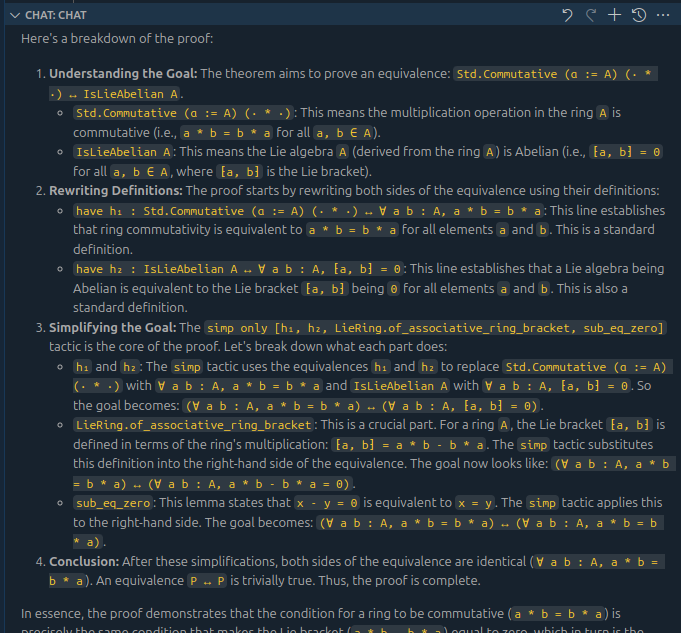 CHAT: CHAT
Here's a breakdown of the proof:
1. Understanding the Goal: The theorem aims to prove an equivalence: Std.Commutative (α := A) (· *
·) ↔ IsLieAbelian A.
Std.Commutative (α := A) (· * ·): This means the multiplication operation in the ring A is
commutative (i.e., a * b = b * a for all a, b ∈ A).
IsLieAbelian A: This means the Lie algebra A (derived from the ring A) is Abelian (i.e., ⁅a, b⁆ = 0
for all a, b ∈ A, where ⁅a, b⁆ is the Lie bracket).
2. Rewriting Definitions: The proof starts by rewriting both sides of the equivalence using their definitions:
have h₁ : Std.Commutative (α := A) (· * ·) ↔ ∀ a b : A, a * b = b * a: This line establishes
that ring commutativity is equivalent to a * b = b * a for all elements a and b. This is a standard
definition.
have h₂ : IsLieAbelian A ↔ ∀ a b : A, ⁅a, b⁆ = 0: This line establishes that a Lie algebra being
Abelian is equivalent to the Lie bracket ⁅a, b⁆ being 0 for all elements a and b. This is also a
standard definition.
3. Simplifying the Goal: The simp only [h₁, h₂, LieRing.of_associative_ring_bracket, sub_eq_zero]
tactic is the core of the proof. Let's break down what each part does:
h₁ and h₂: The simp tactic uses the equivalences h₁ and h₂ to replace Std.Commutative (α := A)
(· * ·) with ∀ a b : A, a * b = b * a and IsLieAbelian A with ∀ a b : A, ⁅a, b⁆ = 0. So
the goal becomes: (∀ a b : A, a * b = b * a) ↔ (∀ a b : A, ⁅a, b⁆ = 0).
LieRing.of_associative_ring_bracket: This is a crucial part. For a ring A, the Lie bracket ⁅a, b⁆ is
defined in terms of the ring's multiplication: ⁅a, b⁆ = a * b - b * a. The simp tactic substitutes
this definition into the right-hand side of the equivalence. The goal now looks like: (∀ a b : A, a * b
= b * a) ↔ (∀ a b : A, a * b - b * a = 0).
sub_eq_zero: This lemma states that x - y = 0 is equivalent to x = y. The simp tactic applies this
to the right-hand side. The goal becomes: (∀ a b : A, a * b = b * a) ↔ (∀ a b : A, a * b = b
* a).
4. Conclusion: After these simplifications, both sides of the equivalence are identical (∀ a b : A, a * b =
b * a). An equivalence P ↔ P is trivially true. Thus, the proof is complete.
In essence, the proof demonstrates that the condition for a ring to be commutative (a * b = b * a) is
precisely the same condition that makes the Lie bracket (a * b - b * a) equal to zero, which in turn is the